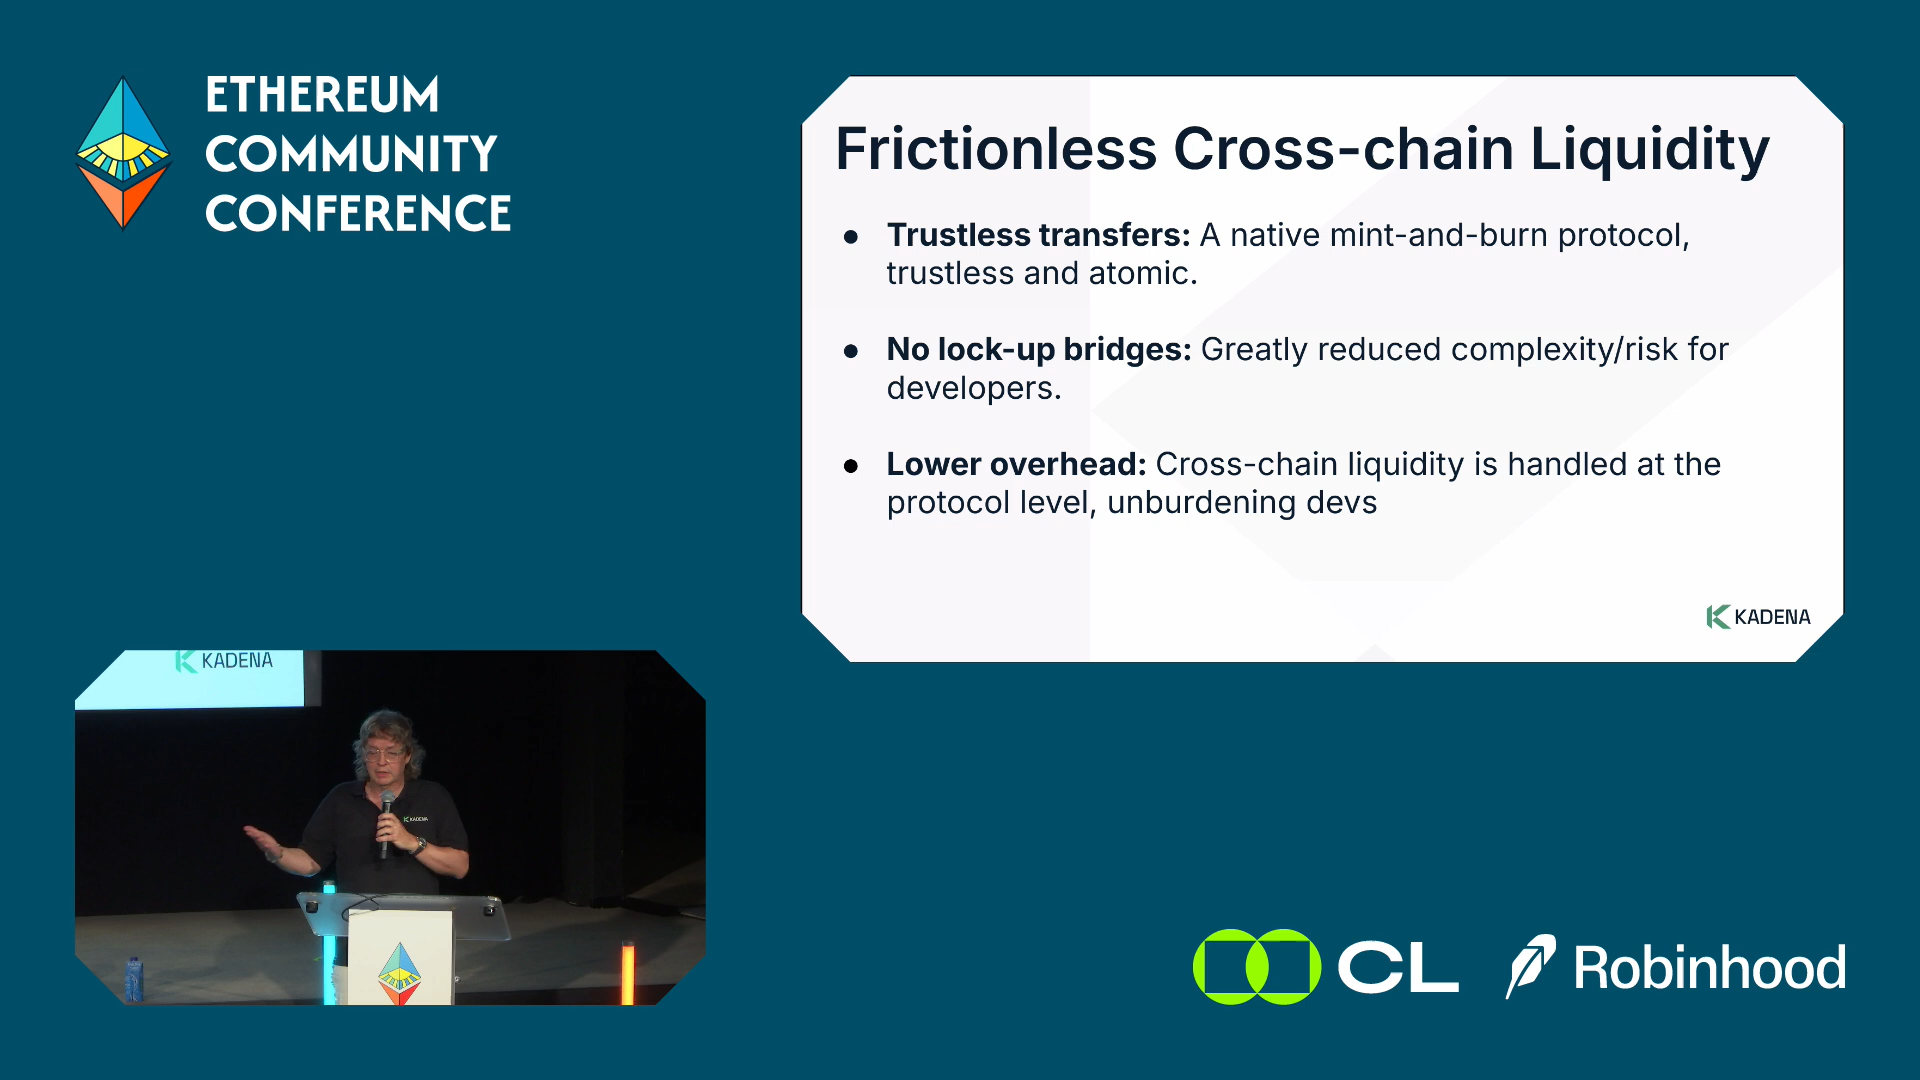 ETHEREUM
COMMUNITY
CONFERENCE
Frictionless Cross-chain Liquidity
● Trustless transfers: A native mint-and-burn protocol,
trustless and atomic.
● No lock-up bridges: Greatly reduced complexity/risk for
developers.
● Lower overhead: Cross-chain liquidity is handled at the
protocol level, unburdening devs
KADENA
KADENA
KADENA
CL
Robinhood